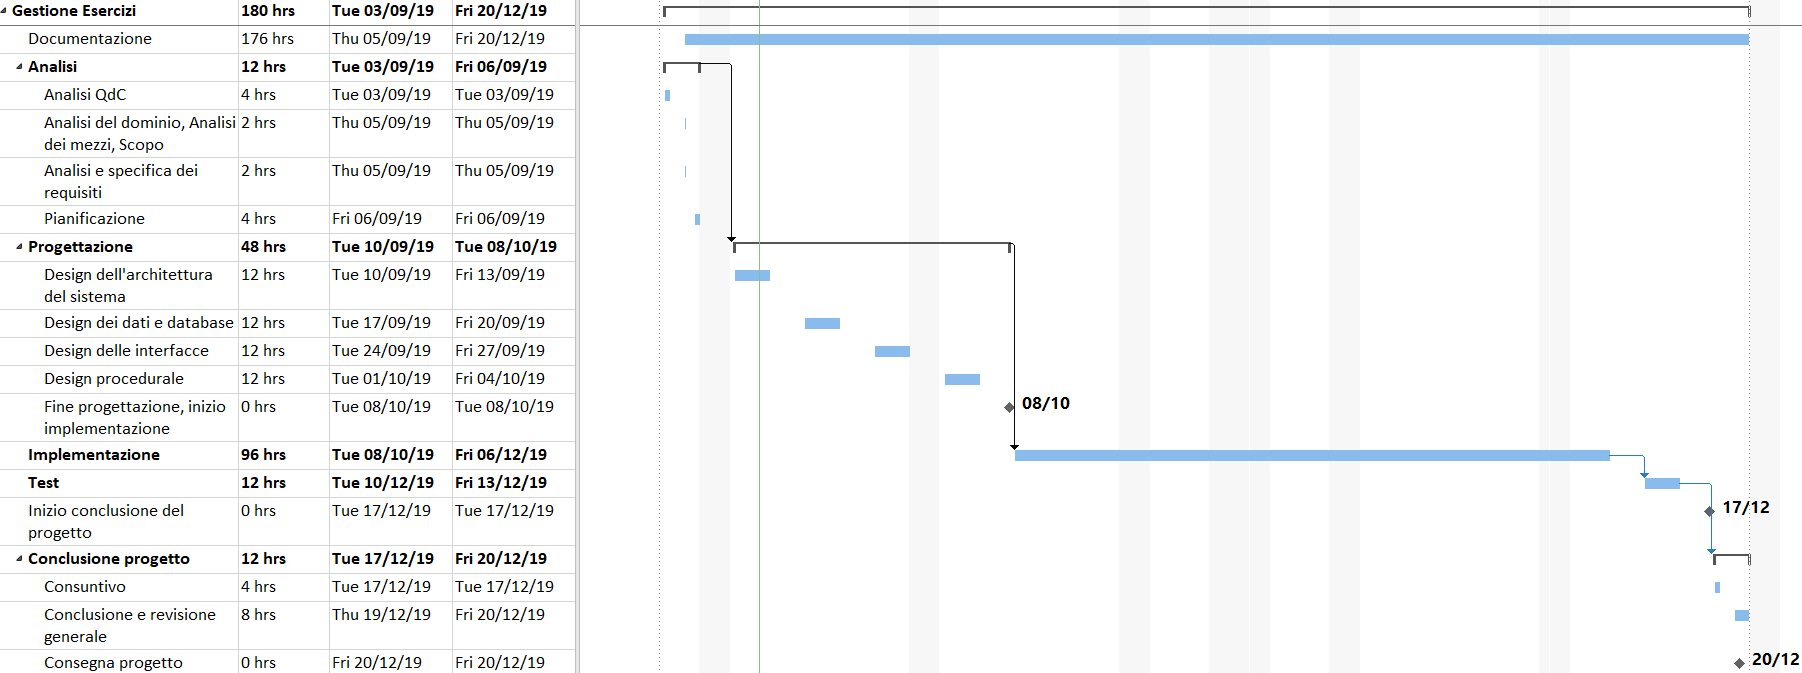 Gestione Esercizi 180 hrs Tue 03/09/19 Fri 20/12/19
Documentazione 176 hrs Thu 05/09/19 Fri 20/12/19
Analisi 12 hrs Tue 03/09/19 Fri 06/09/19
Analisi QdC 4 hrs Tue 03/09/19 Tue 03/09/19
Analisi del dominio, Analisi 2 hrs Thu 05/09/19 Thu 05/09/19
dei mezzi, Scopo
Analisi e specifica dei 2 hrs Thu 05/09/19 Thu 05/09/19
requisiti
Pianificazione 4 hrs Fri 06/09/19 Fri 06/09/19
Progettazione 48 hrs Tue 10/09/19 Tue 08/10/19
Design dell'architettura 12 hrs Tue 10/09/19 Fri 13/09/19
del sistema
Design dei dati e database 12 hrs Tue 17/09/19 Fri 20/09/19
Design delle interfacce 12 hrs Tue 24/09/19 Fri 27/09/19
Design procedurale 12 hrs Tue 01/10/19 Fri 04/10/19
Fine progettazione, inizio 0 hrs Tue 08/10/19 Tue 08/10/19 08/10
implementazione
Implementazione 96 hrs Tue 08/10/19 Fri 06/12/19
Test 12 hrs Tue 10/12/19 Fri 13/12/19
Inizio conclusione del 0 hrs Tue 17/12/19 Tue 17/12/19 17/12
progetto
Conclusione progetto 12 hrs Tue 17/12/19 Fri 20/12/19
Consuntivo 4 hrs Tue 17/12/19 Tue 17/12/19
Conclusione e revisione 8 hrs Thu 19/12/19 Fri 20/12/19
generale
Consegna progetto 0 hrs Fri 20/12/19 Fri 20/12/19 20/12